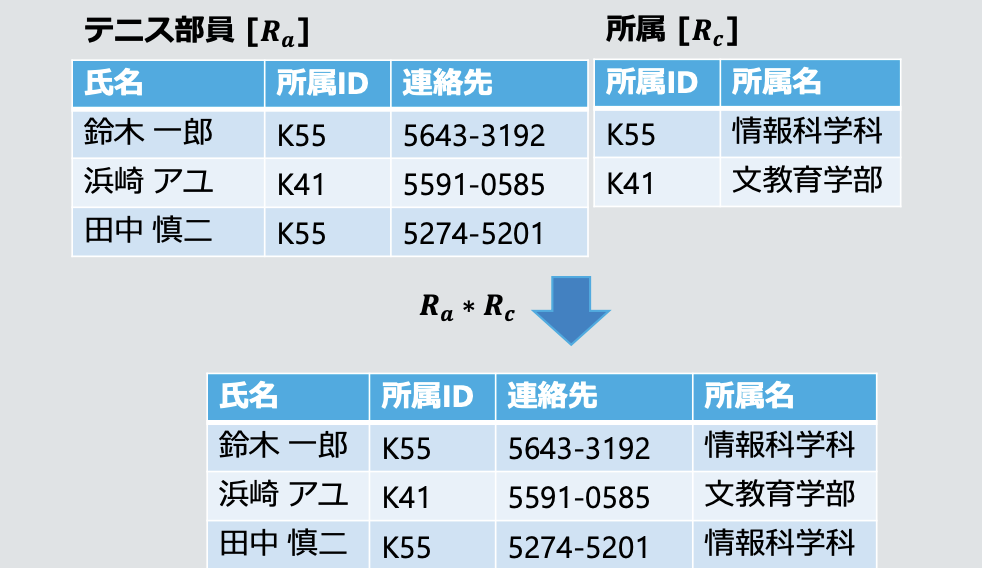 テニス部員 [Ra]
氏名 所属ID 連絡先
鈴木 一郎 K55 5643-3192
浜崎 アユ K41 5591-0585
田中 慎二 K55 5274-5201
所属 [Rc]
所属ID 所属名
K55 情報科学科
K41 文教育学部
Ra * Rc
氏名 所属ID 連絡先 所属名
鈴木 一郎 K55 5643-3192 情報科学科
浜崎 アユ K41 5591-0585 文教育学部
田中 慎二 K55 5274-5201 情報科学科